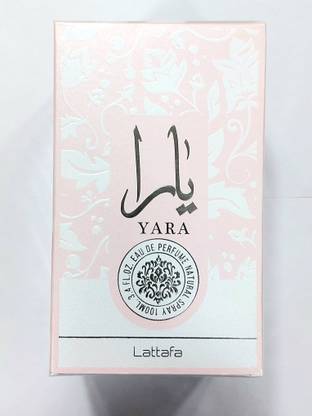 يارا
YARA
EAU DE PERFUME NATURAL SPRAY 100ML 3.4 FL.OZ.
Lattafa